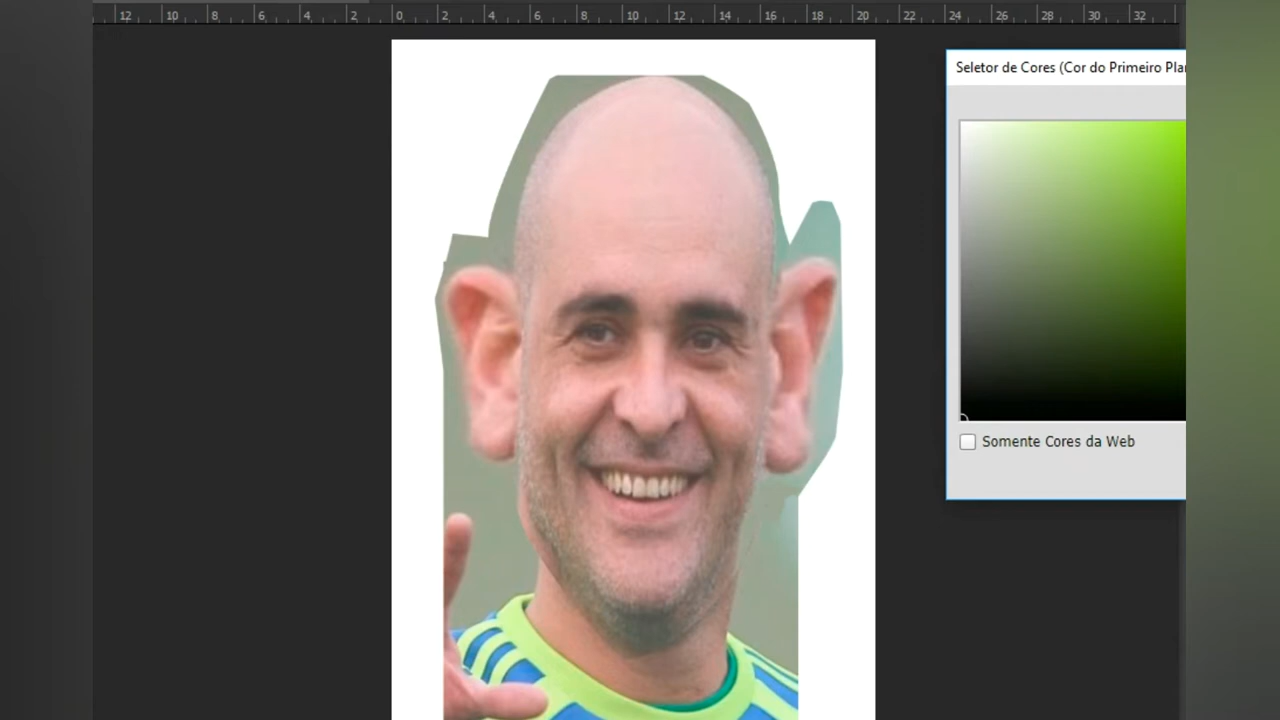 12 10 8 6 4 2 0 2 4 6 8 10 12 14 16 18 20 22 24 26 28 30 32
Seletor de Cores (Cor do Primeiro Pla
Somente Cores da Web